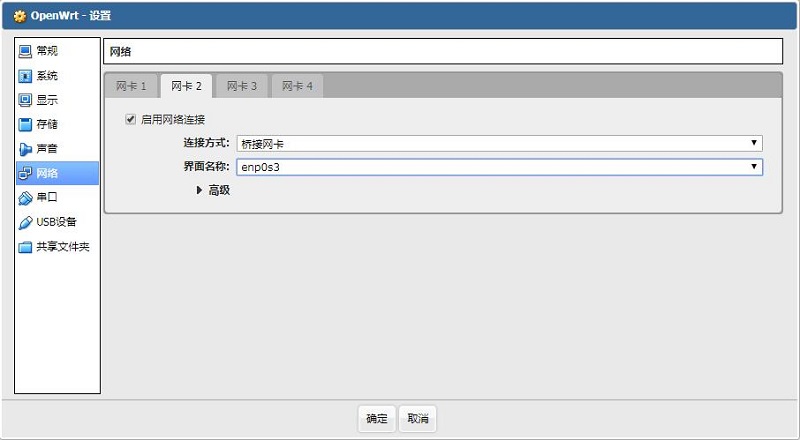 OpenWrt - 设置
常规
系统
显示
存储
声音
网络
串口
USB设备
共享文件夹
网络
网卡 1 网卡 2 网卡 3 网卡 4
启用网络连接
连接方式: 桥接网卡
界面名称: enp0s3
高级
确定 取消